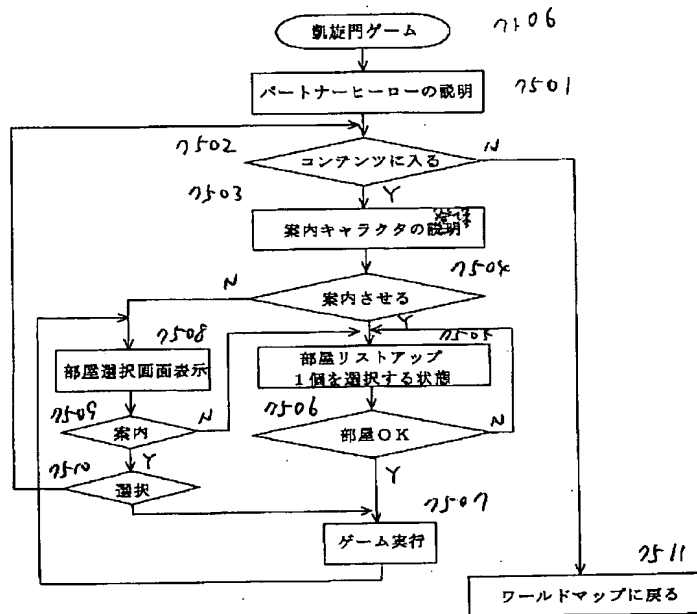 凱旋門ゲーム
7106
パートナーヒーローの説明
7501
7502
コンテンツに入る
N
7503
Y
案内キャラクタの説明
7504
N
案内させる
Y
7508
7505
部屋選択画面表示
部屋リストアップ
1個を選択する状態
7509
N
7506
案内
部屋OK
N
Y
7510
Y
選択
7507
ゲーム実行
7511
ワールドマップに戻る